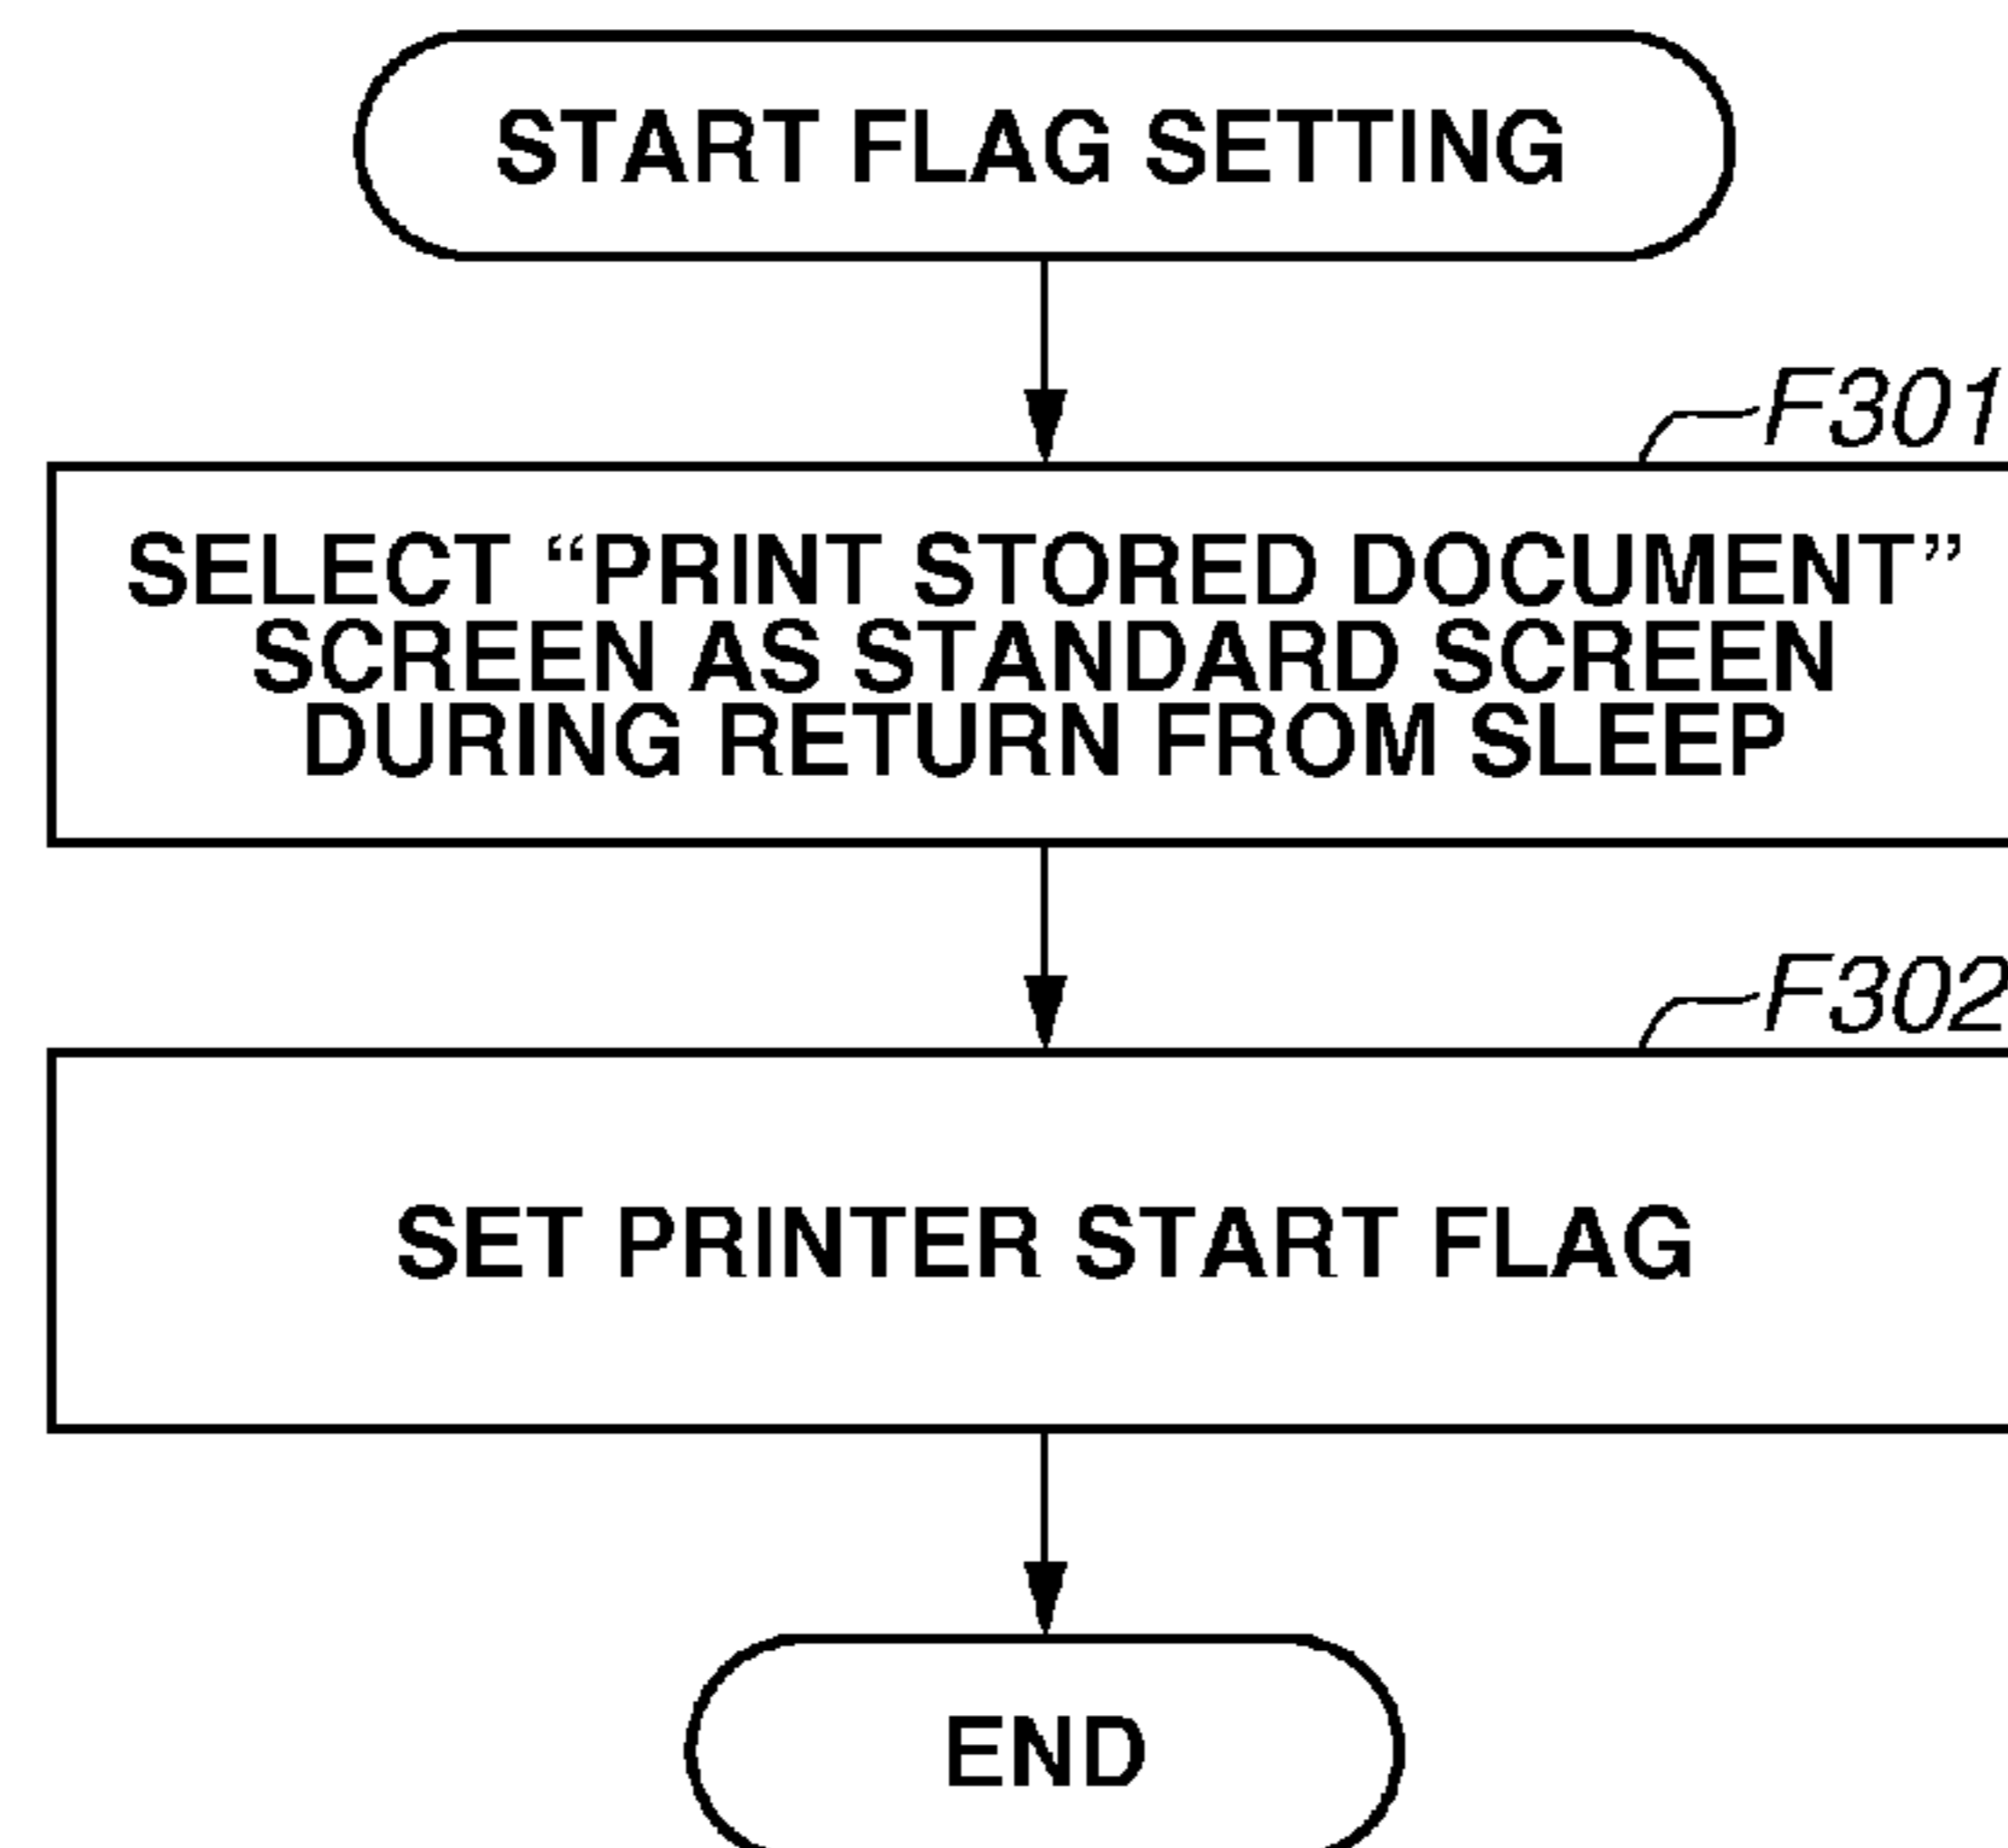 START FLAG SETTING
F301
SELECT “PRINT STORED DOCUMENT”
SCREEN AS STANDARD SCREEN
DURING RETURN FROM SLEEP
F302
SET PRINTER START FLAG
END